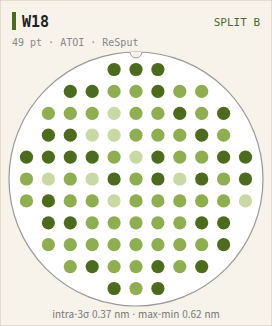 W18
SPLIT B
49 pt · ATOI · ReSput
intra-3σ 0.37 nm · max-min 0.62 nm